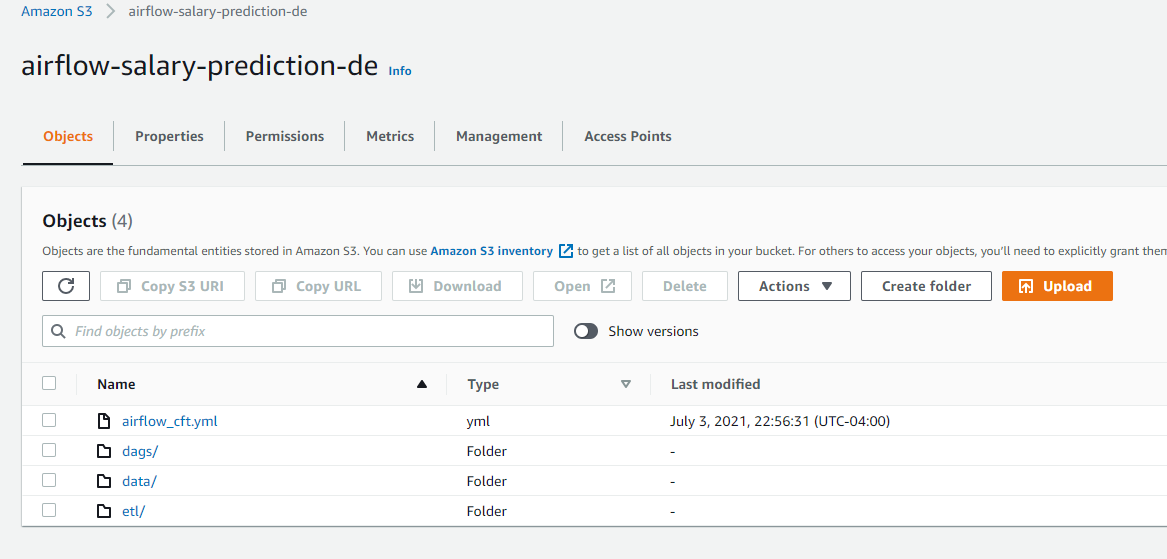 Amazon S3 > airflow-salary-prediction-de
airflow-salary-prediction-de Info
Objects Properties Permissions Metrics Management Access Points
Objects (4)
Objects are the fundamental entities stored in Amazon S3. You can use Amazon S3 inventory to get a list of all objects in your bucket. For others to access your objects, you'll need to explicitly grant them
Copy S3 URI Copy URL Download Open Delete Actions Create folder Upload
Find objects by prefix Show versions
Name Type Last modified
airflow_cft.yml yml July 3, 2021, 22:56:31 (UTC-04:00)
dags/ Folder -
data/ Folder -
etl/ Folder -